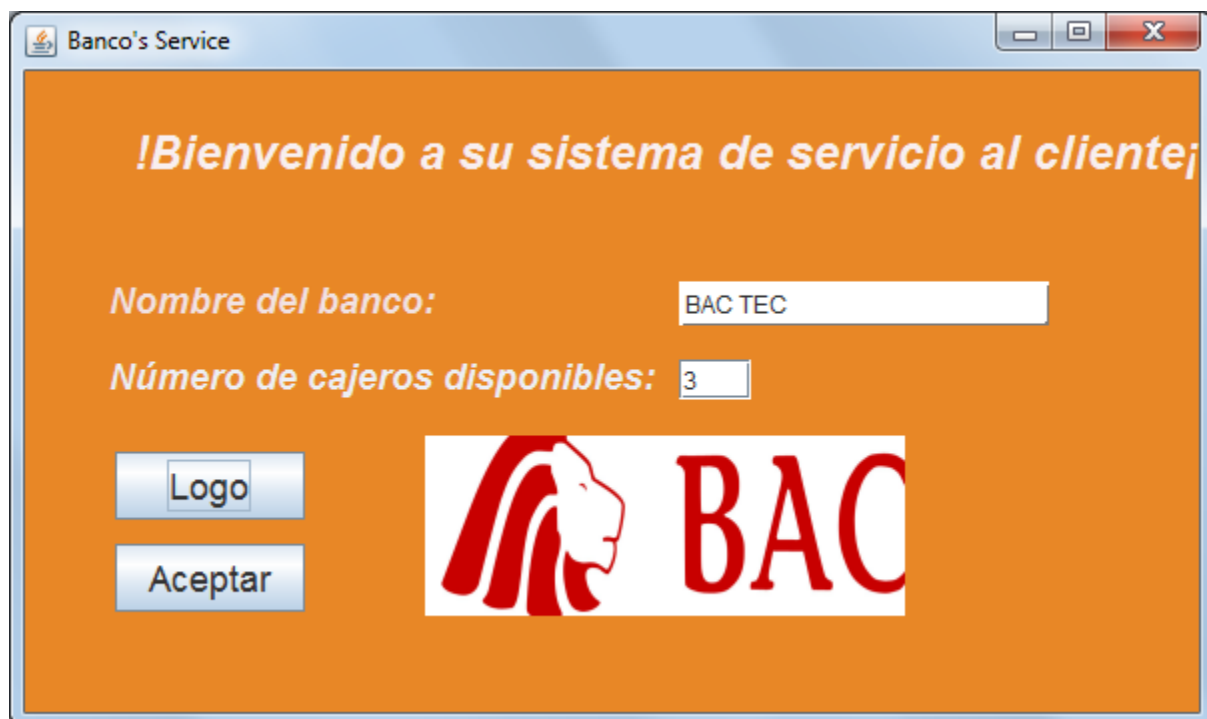 Banco's Service
!Bienvenido a su sistema de servicio al cliente¡
Nombre del banco: BAC TEC
Número de cajeros disponibles: 3
Logo
BAC
Aceptar